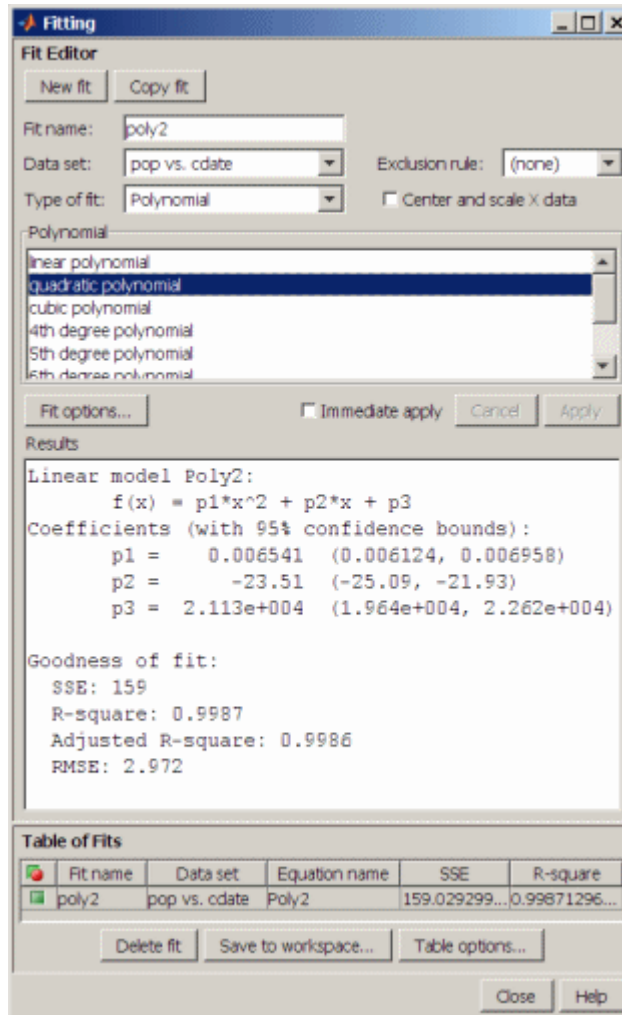 Fitting
Fit Editor
New fit Copy fit
Fit name: poly2
Data set: pop vs. cdate Exclusion rule: (none)
Type of fit: Polynomial Center and scale X data
Polynomial
linear polynomial
quadratic polynomial
cubic polynomial
4th degree polynomial
5th degree polynomial
6th degree polynomial
Fit options... Immediate apply Cancel Apply
Results
Linear model Poly2:
f(x) = p1*x^2 + p2*x + p3
Coefficients (with 95% confidence bounds):
p1 = 0.006541 (0.006124, 0.006958)
p2 = -23.51 (-25.09, -21.93)
p3 = 2.113e+004 (1.964e+004, 2.262e+004)
Goodness of fit:
SSE: 159
R-square: 0.9987
Adjusted R-square: 0.9986
RMSE: 2.972
Table of Fits
Fit name Data set Equation name SSE R-square
poly2 pop vs. cdate Poly2 159.029299... 0.99871296...
Delete fit Save to workspace... Table options...
Close Help